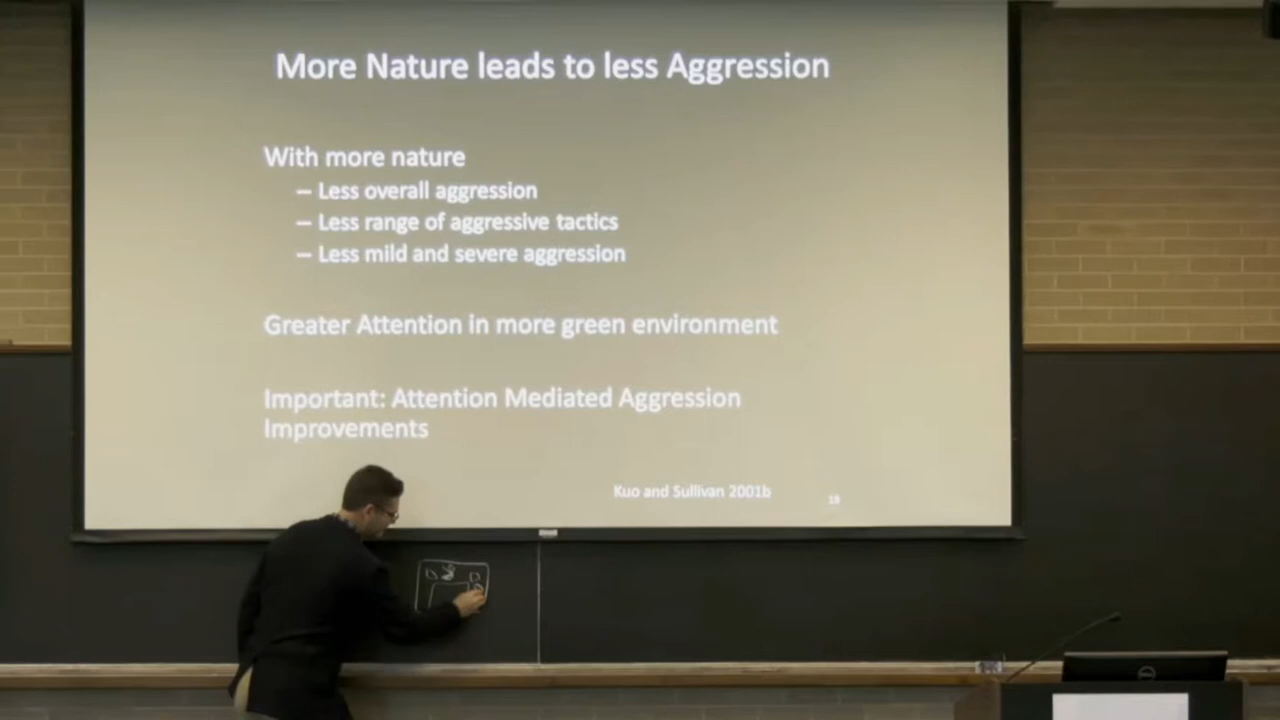 More Nature leads to less Aggression
With more nature
– Less overall aggression
– Less range of aggressive tactics
– Less mild and severe aggression
Greater Attention in more green environment
Important: Attention Mediated Aggression
Improvements
Kuo and Sullivan 2001b